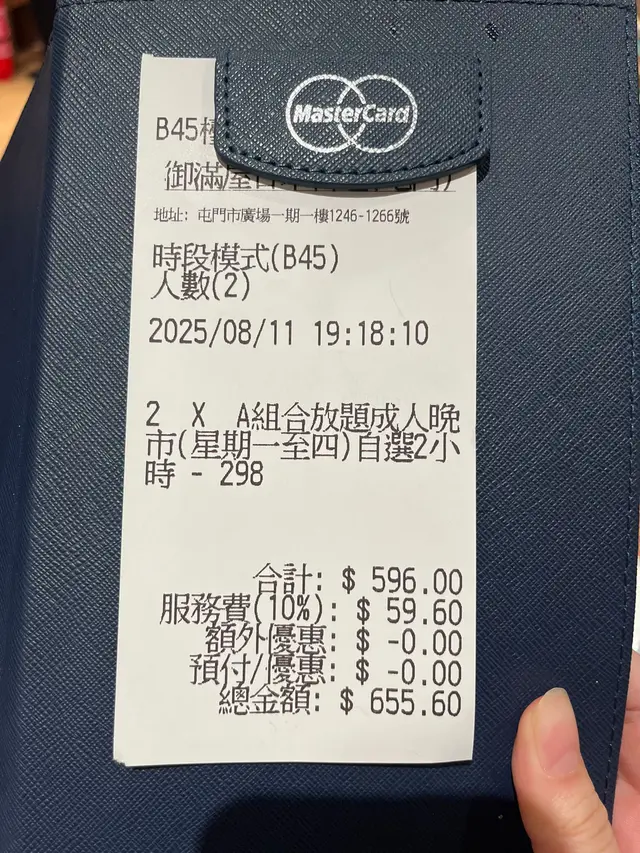 MasterCard
B45
御滿屋
地址: 屯門市廣場一期一樓1246-1266號
時段模式(B45)
人數(2)
2025/08/11 19:18:10
2 X A組合放題成人晚
市(星期一至四)自選2小
時 - 298
合計: $ 596.00
服務費(10%): $ 59.60
額外優惠: $ -0.00
預付/優惠: $ -0.00
總金額: $ 655.60